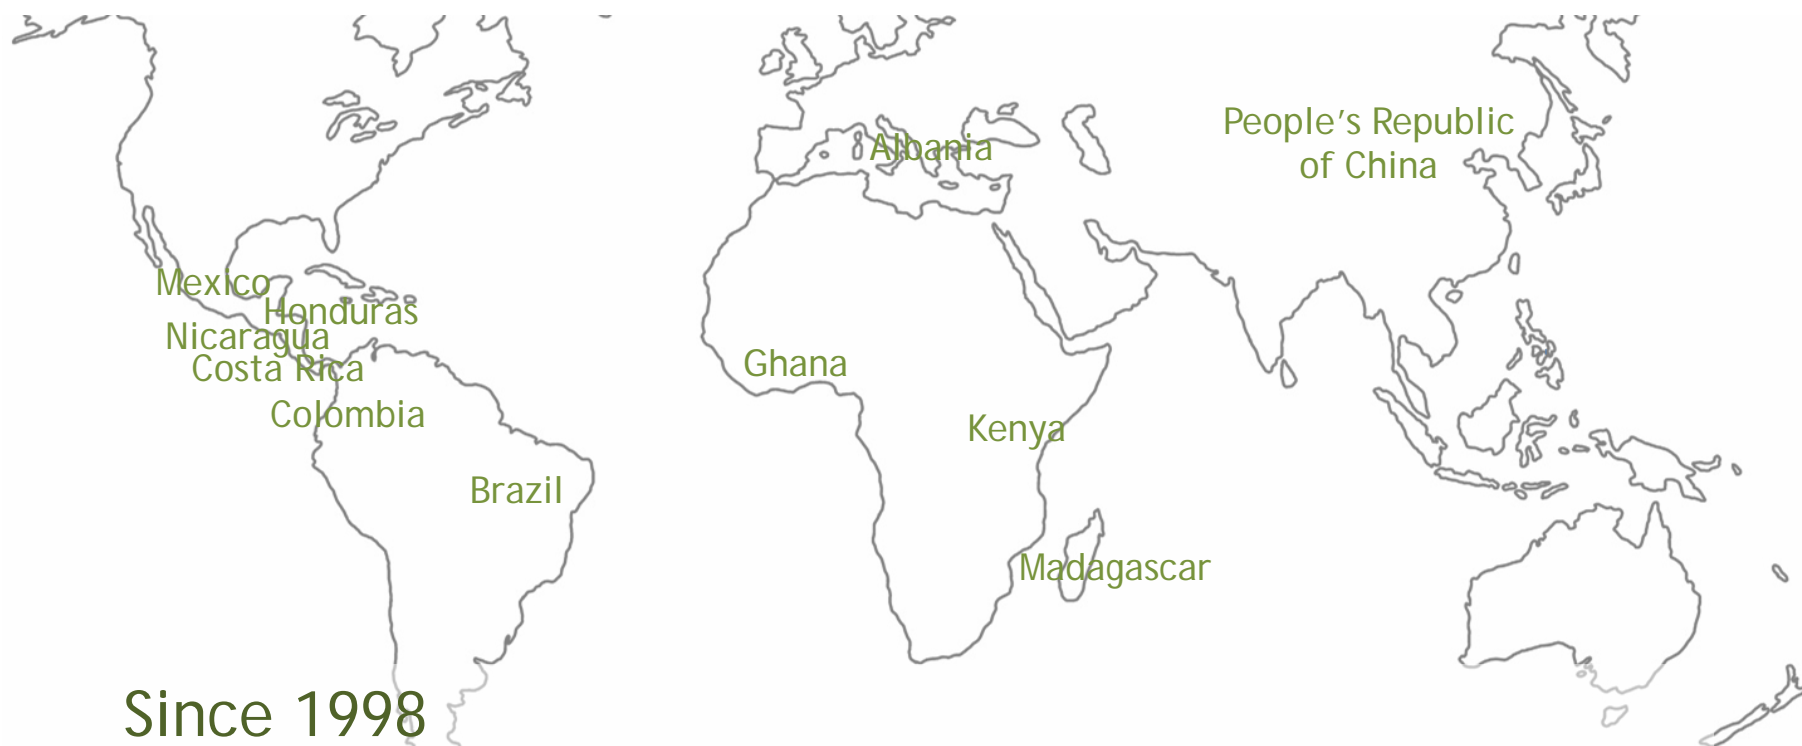 People’s Republic
of China
Albania
Mexico
Honduras
Nicaragua
Costa Rica
Ghana
Colombia
Kenya
Brazil
Madagascar
Since 1998